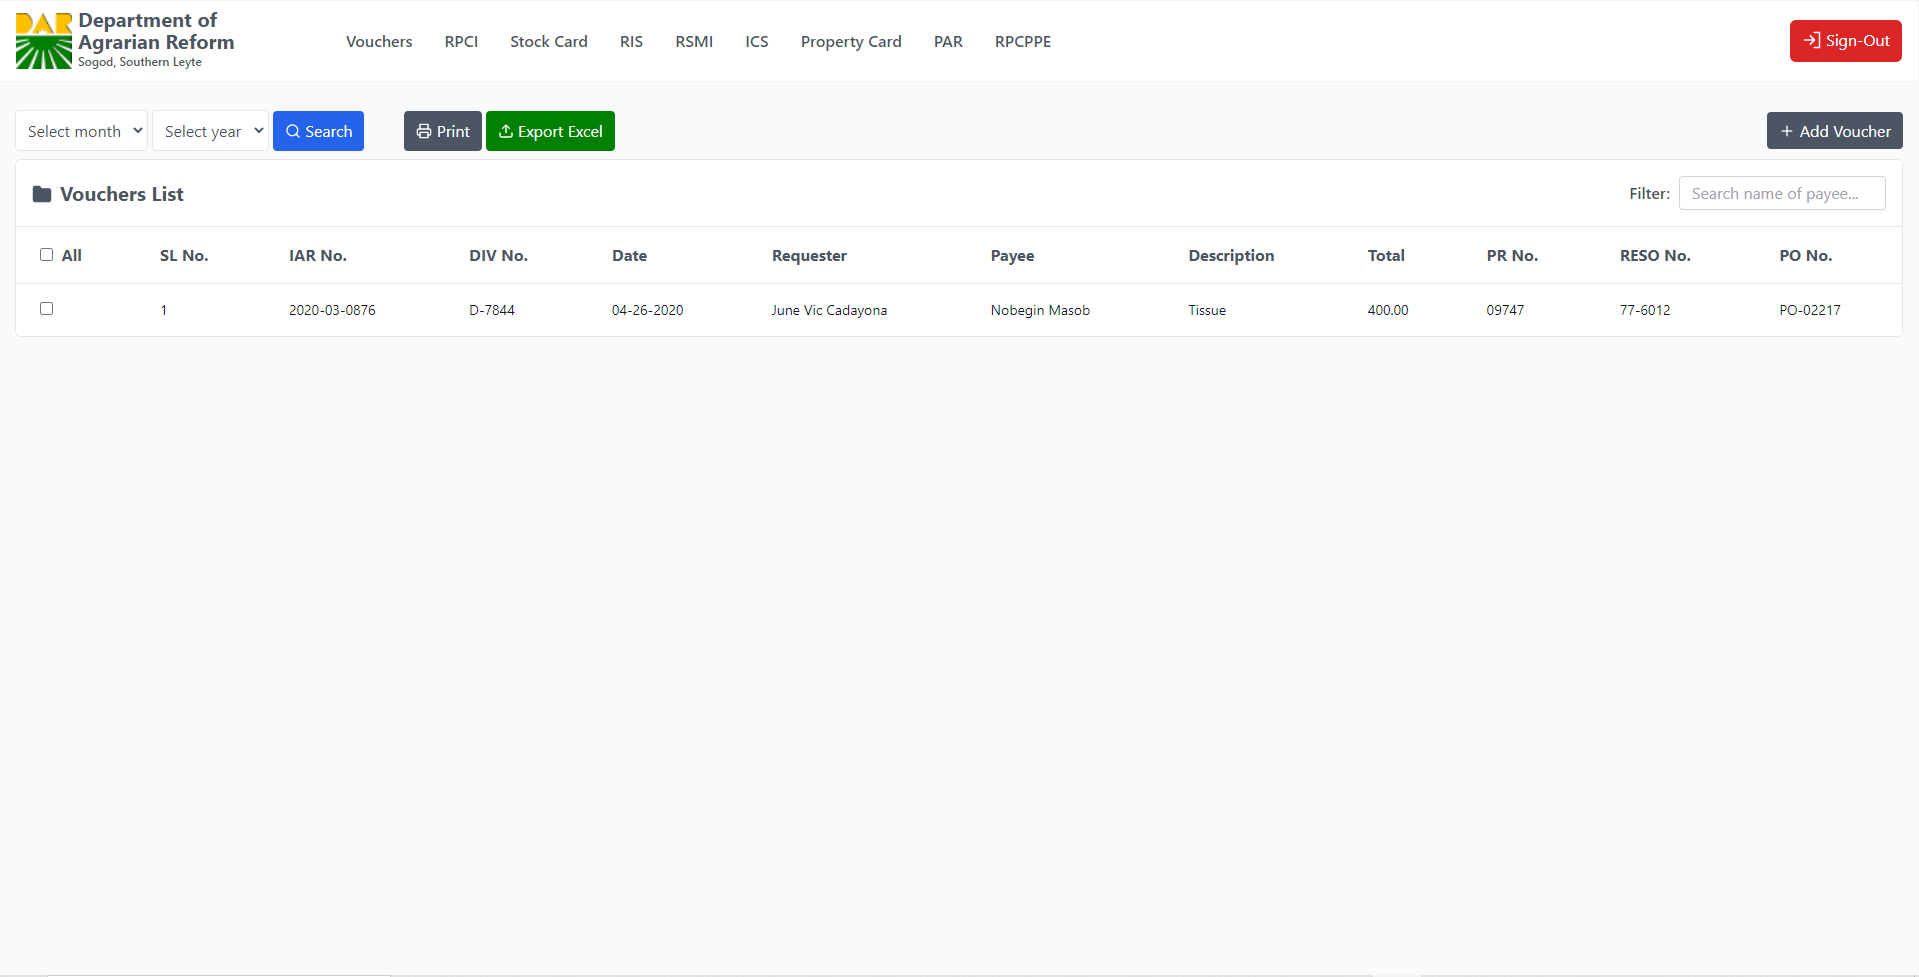 DAR
Department of
Agrarian Reform
Sogod, Southern Leyte
Vouchers RPCI Stock Card RIS RSMI ICS Property Card PAR RPCPPE
Sign-Out
Select month Select year Search Print Export Excel + Add Voucher
Vouchers List Filter: Search name of payee...
All SL No. IAR No. DIV No. Date Requester Payee Description Total PR No. RESO No. PO No.
1 2020-03-0876 D-7844 04-26-2020 June Vic Cadayona Nobegin Masob Tissue 400.00 09747 77-6012 PO-02217